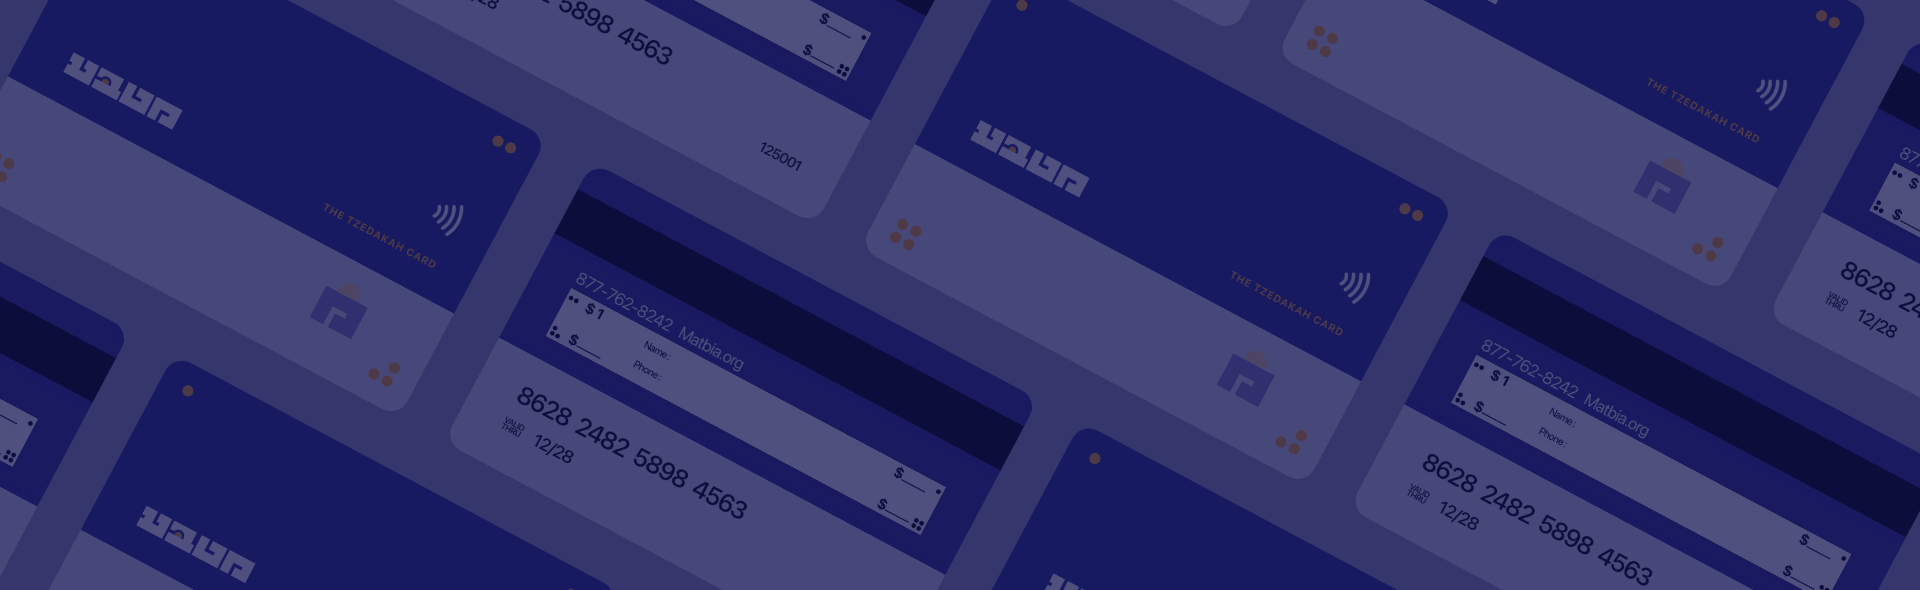 12/28
5898 4563
$
$
125001
THE TZEDAKAH CARD
THE TZEDAKAH CARD
877-762-8242 Matbia.org
$1
$
Name:
Phone:
$
$
8628 2482 5898 4563
VALID
THRU
12/28
THE TZEDAKAH CARD
877
$
$
8628 24
VALID
THRU
12/28
877-762-8242 Matbia.org
$1
$
Name:
Phone:
$
$
8628 2482 5898 4563
VALID
THRU
12/28